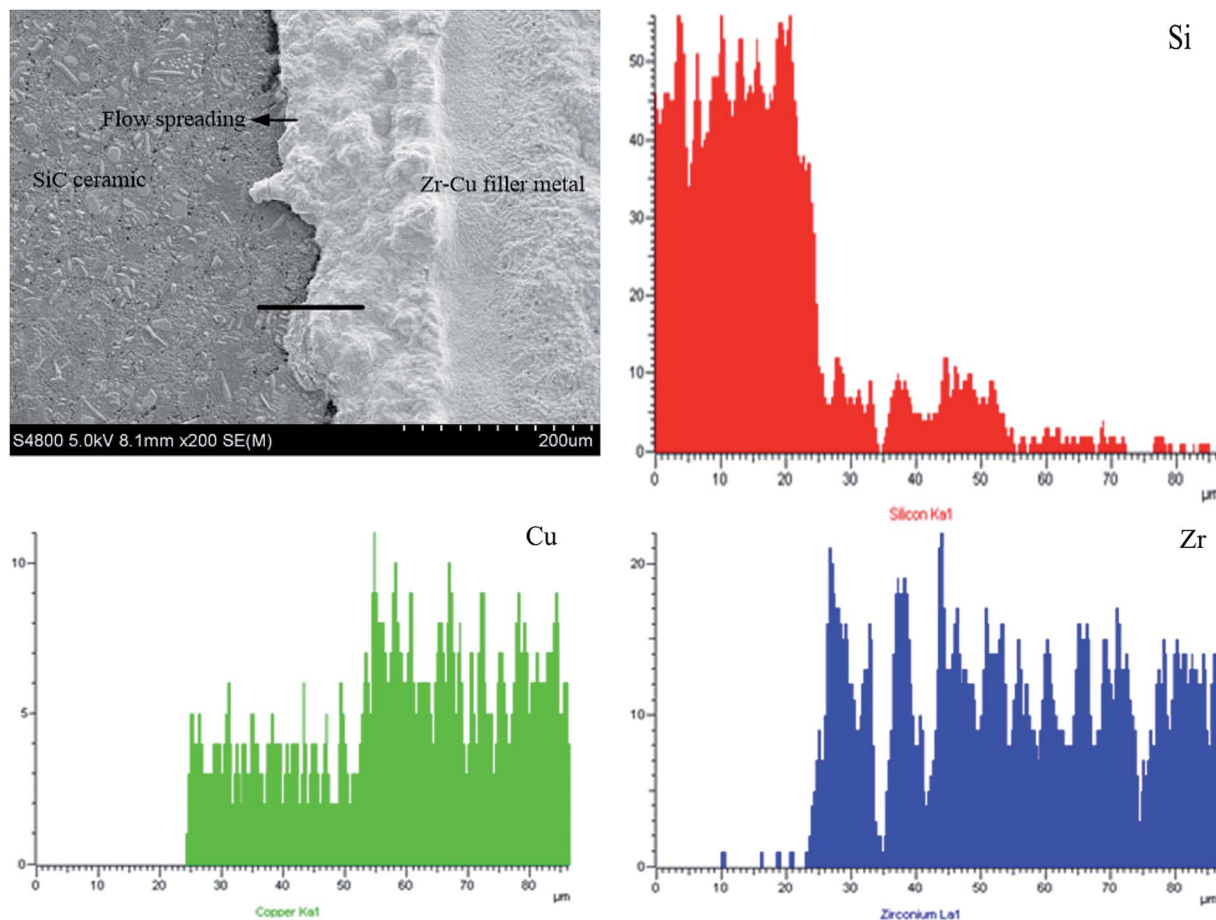 Flow spreading
SiC ceramic
Zr-Cu filler metal
S4800 5.0kV 8.1mm x200 SE(M)
200um
Si
50
40
30
20
10
0
0 10 20 30 40 50 60 70 80
µm
Silicon Ka1
Cu
10
5
0
0 10 20 30 40 50 60 70 80
µm
Copper Ka1
Zr
20
10
0
0 10 20 30 40 50 60 70 80
µm
Zirconium La1